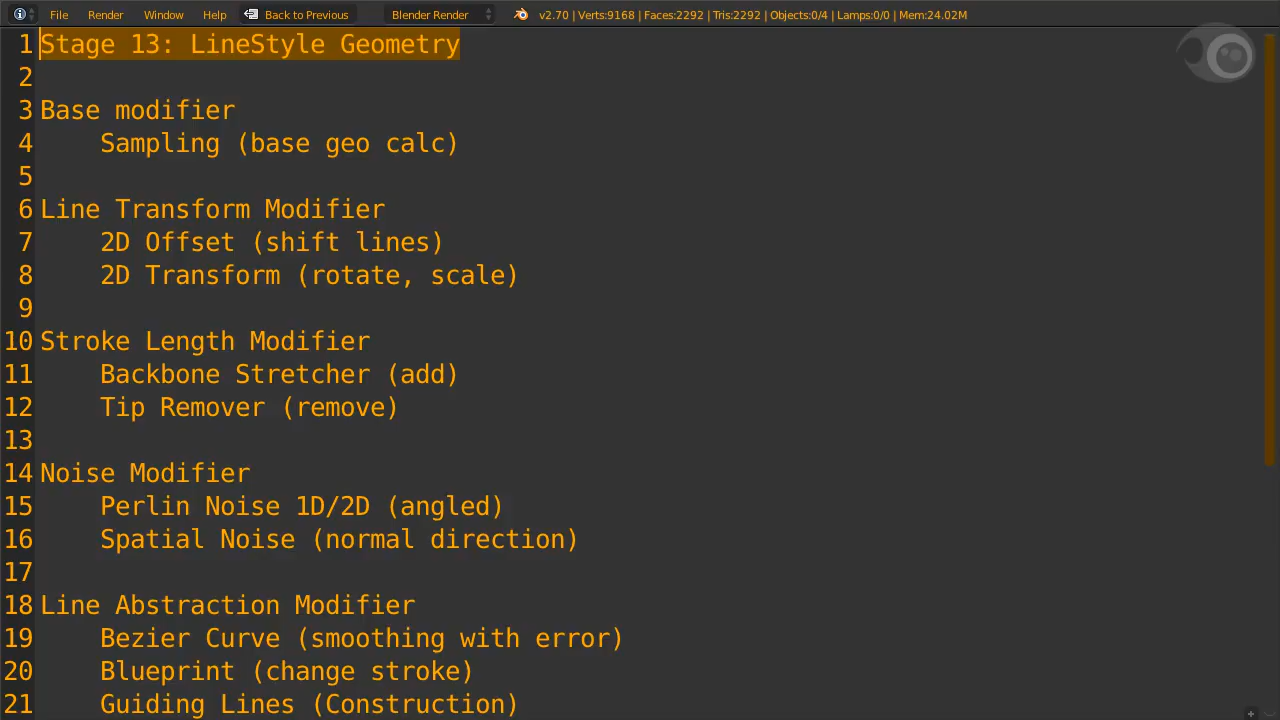 File Render Window Help Back to Previous Blender Render v2.70 | Verts:9168 | Faces:2292 | Tris:2292 | Objects:0/4 | Lamps:0/0 | Mem:24.02M
1 Stage 13: LineStyle Geometry
2
3 Base modifier
4 Sampling (base geo calc)
5
6 Line Transform Modifier
7 2D Offset (shift lines)
8 2D Transform (rotate, scale)
9
10 Stroke Length Modifier
11 Backbone Stretcher (add)
12 Tip Remover (remove)
13
14 Noise Modifier
15 Perlin Noise 1D/2D (angled)
16 Spatial Noise (normal direction)
17
18 Line Abstraction Modifier
19 Bezier Curve (smoothing with error)
20 Blueprint (change stroke)
21 Guiding Lines (Construction)